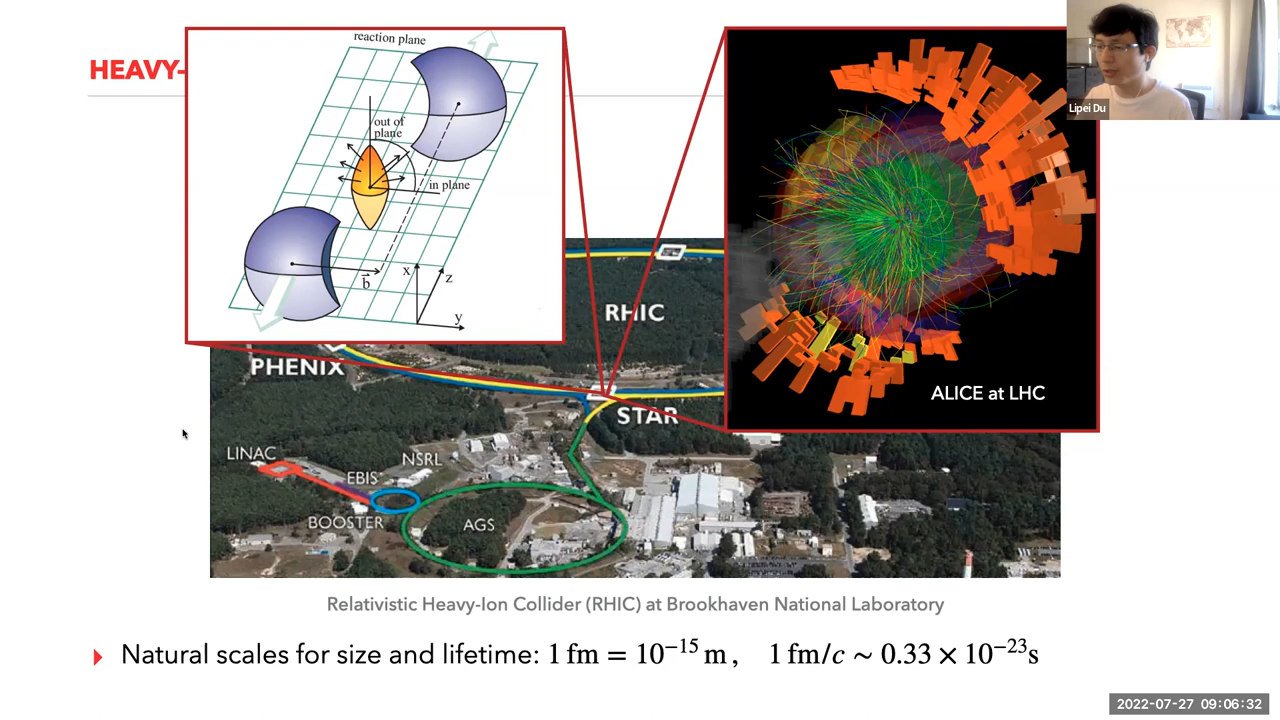 HEAVY-
reaction plane
out of
plane
in plane
b
x
z
y
Lipei Du
ALICE at LHC
RHIC
PHENIX
STAR
LINAC
NSRL
EBIS
BOOSTER
AGS
Relativistic Heavy-Ion Collider (RHIC) at Brookhaven National Laboratory
Natural scales for size and lifetime: 1 fm = 10⁻¹⁵ m , 1 fm/c ~ 0.33 × 10⁻²³s
2022-07-27 09:06:32